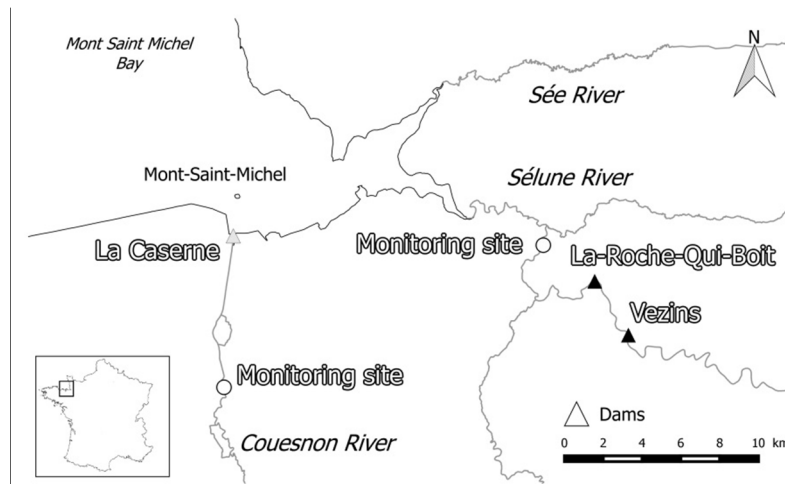 Mont Saint Michel
Bay
N
Sée River
Mont-Saint-Michel
Sélune River
La Caserne
Monitoring site
La-Roche-Qui-Boit
Vezins
Monitoring site
Dams
Couesnon River
0 2 4 6 8 10 km